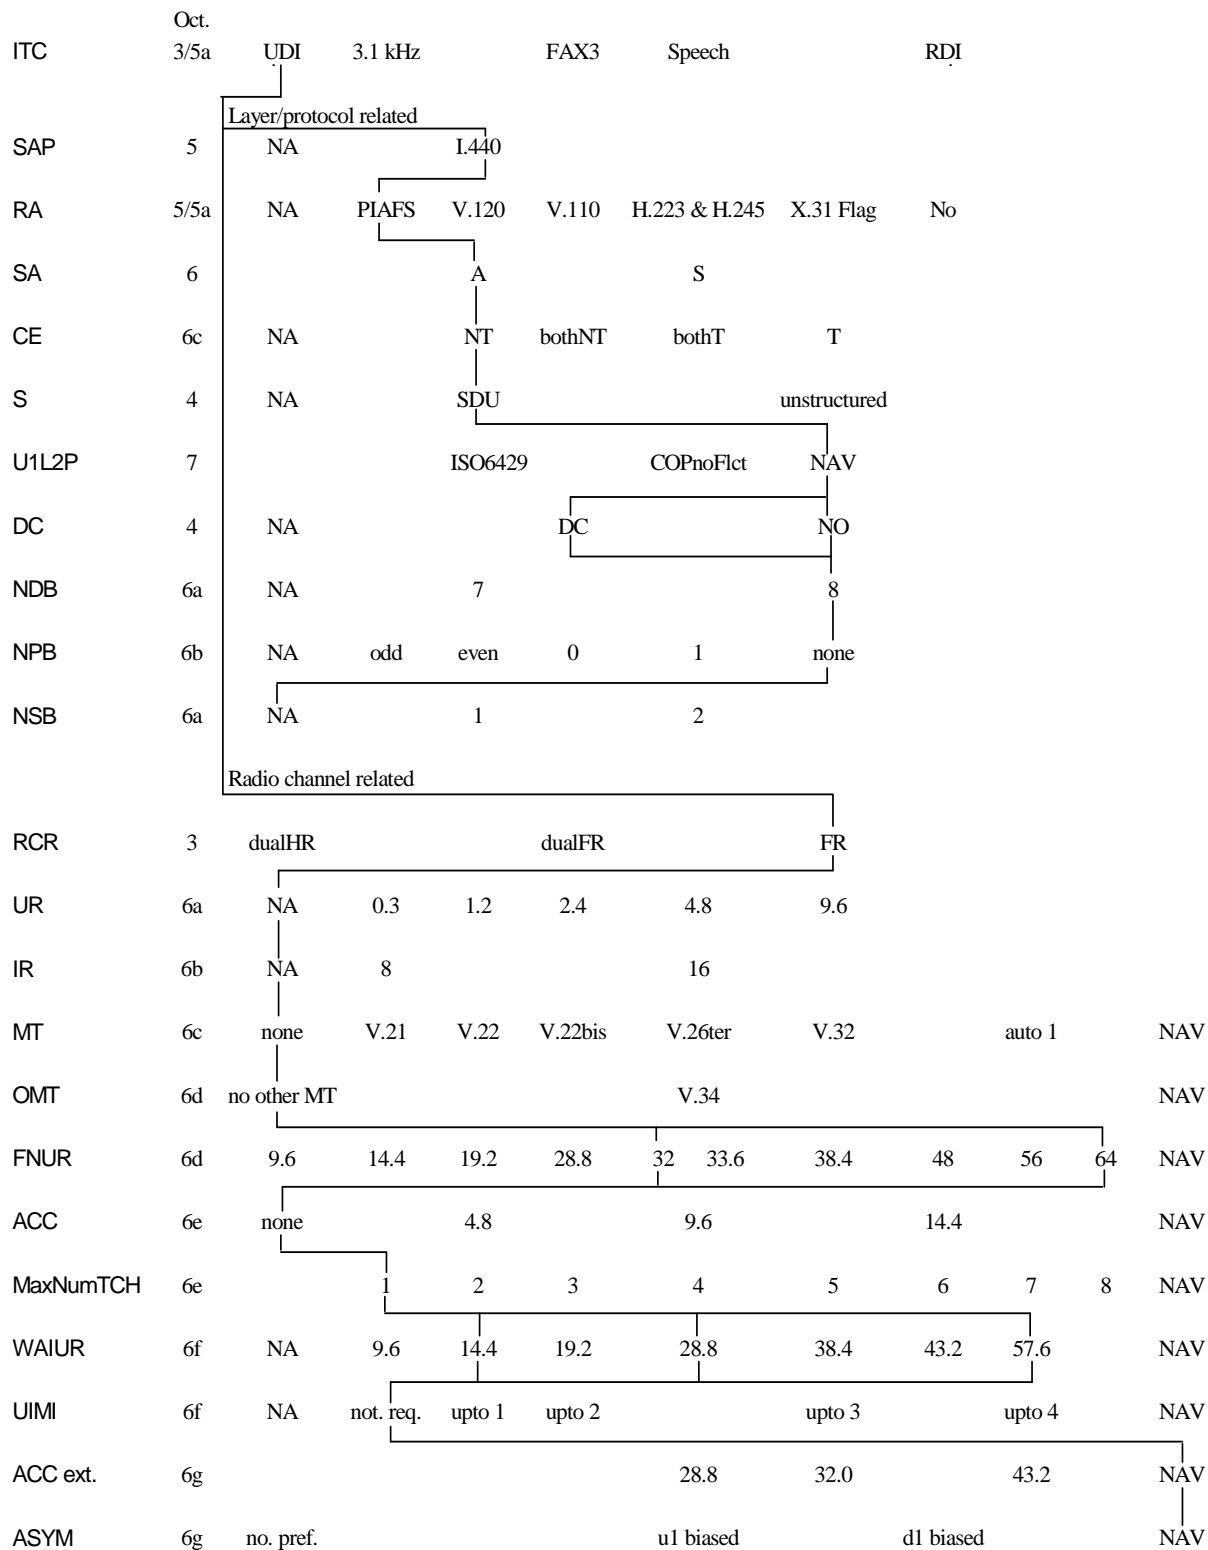 Oct.
ITC 3/5a UDI 3.1 kHz FAX3 Speech RDI
Layer/protocol related
SAP 5 NA I.440
RA 5/5a NA PIAFS V.120 V.110 H.223 & H.245 X.31 Flag No
SA 6 A S
CE 6c NA NT bothNT bothT T
S 4 NA SDU unstructured
U1L2P 7 ISO6429 COPnoFlct NAV
DC 4 NA DC NO
NDB 6a NA 7 8
NPB 6b NA odd even 0 1 none
NSB 6a NA 1 2
Radio channel related
RCR 3 dualHR dualFR FR
UR 6a NA 0.3 1.2 2.4 4.8 9.6
IR 6b NA 8 16
MT 6c none V.21 V.22 V.22bis V.26ter V.32 auto 1 NAV
OMT 6d no other MT V.34 NAV
FNUR 6d 9.6 14.4 19.2 28.8 32 33.6 38.4 48 56 64 NAV
ACC 6e none 4.8 9.6 14.4 NAV
MaxNumTCH 6e 1 2 3 4 5 6 7 8 NAV
WAIUR 6f NA 9.6 14.4 19.2 28.8 38.4 43.2 57.6 NAV
UIMI 6f NA not. req. upto 1 upto 2 upto 3 upto 4 NAV
ACC ext. 6g 28.8 32.0 43.2 NAV
ASYM 6g no. pref. u1 biased d1 biased NAV